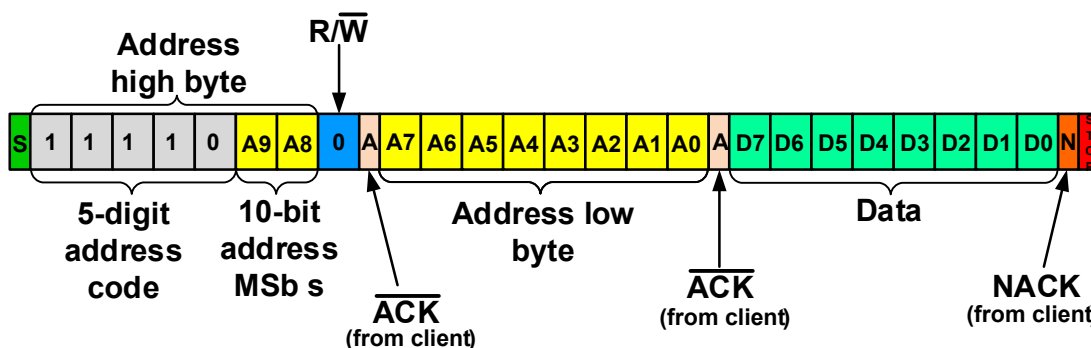 R/W
Address
high byte
S 1 1 1 1 0 A9 A8 0 A A7 A6 A5 A4 A3 A2 A1 A0 A D7 D6 D5 D4 D3 D2 D1 D0 N
5-digit
address
code
10-bit
address
MSb s
Address low
byte
Data
ACK
(from client)
ACK
(from client)
NACK
(from client)